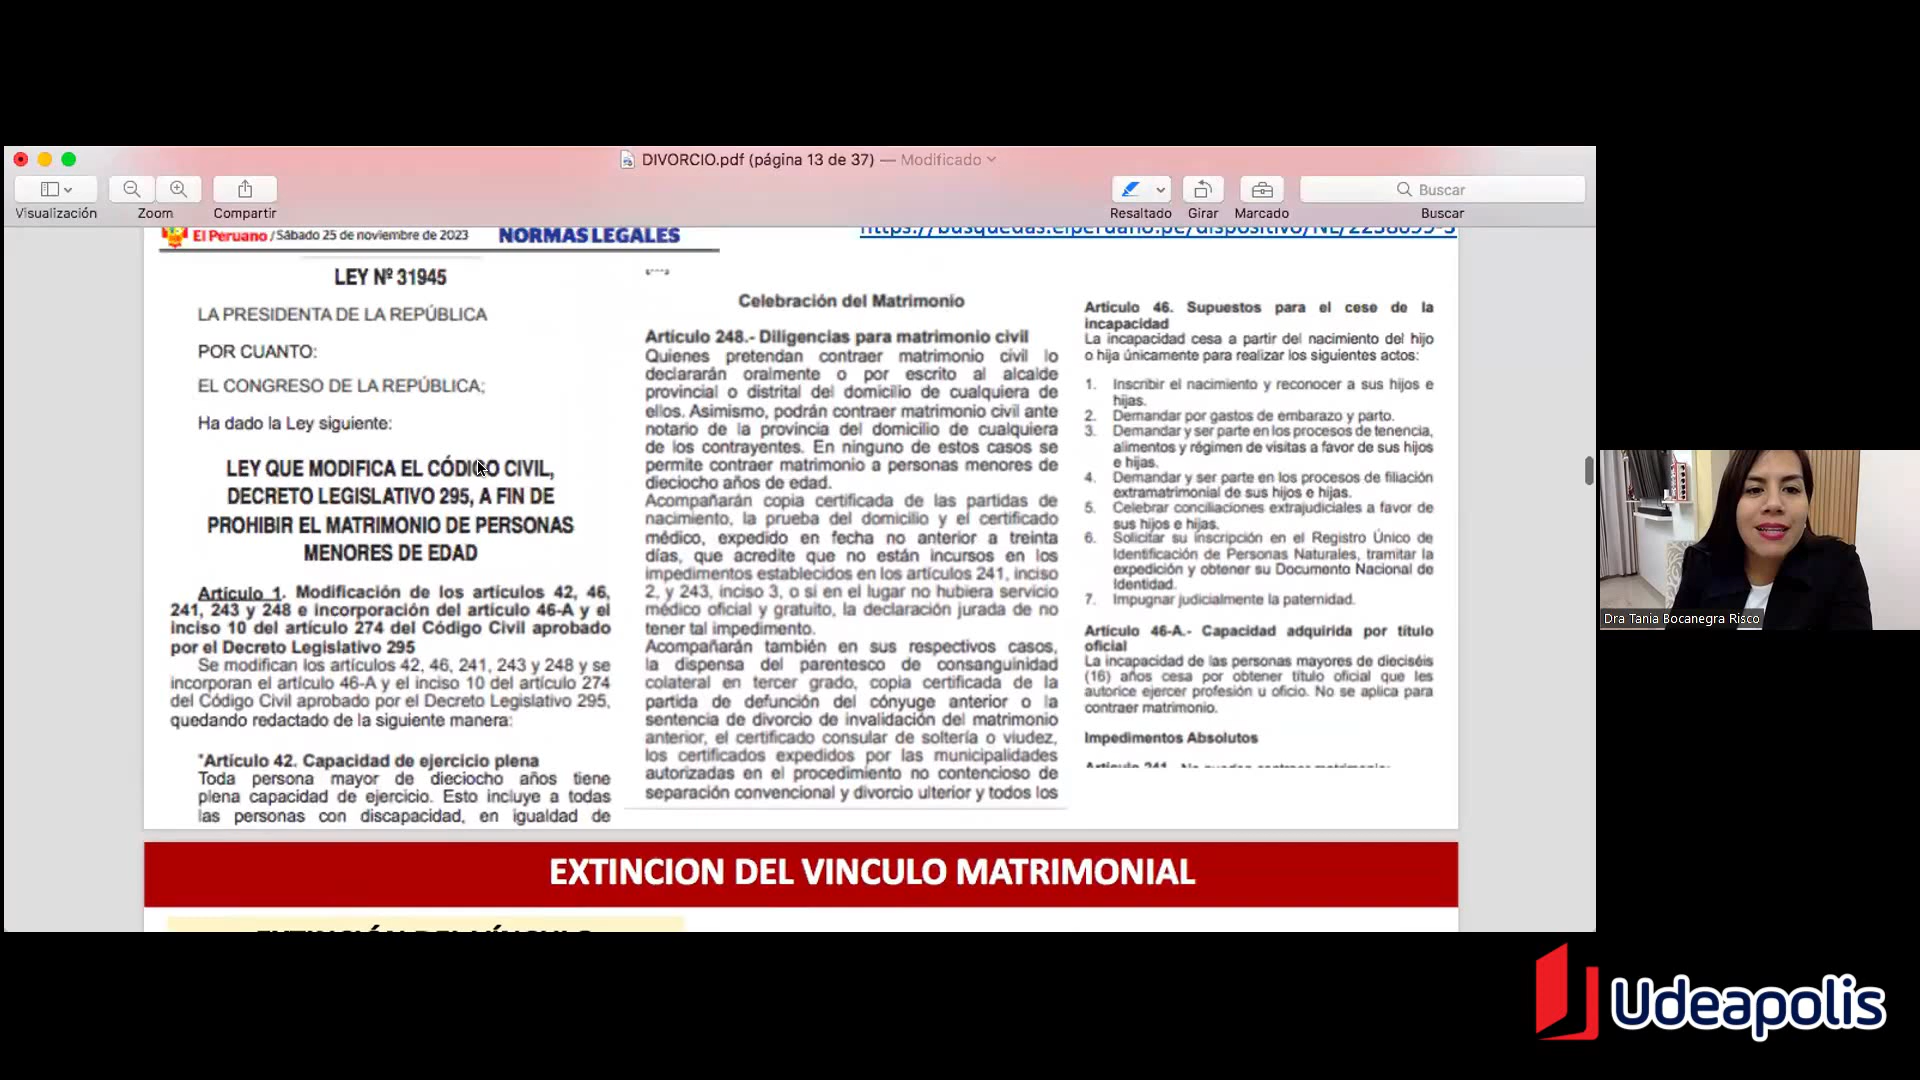 DIVORCIO.pdf (página 13 de 37) — Modificado
Visualización
Zoom
Compartir
Resaltado
Girar
Marcado
Buscar
Buscar
El Peruano / Sábado 25 de noviembre de 2023
NORMAS LEGALES
LEY Nº 31945
LA PRESIDENTA DE LA REPÚBLICA
POR CUANTO:
EL CONGRESO DE LA REPÚBLICA;
Ha dado la Ley siguiente:
LEY QUE MODIFICA EL CÓDIGO CIVIL,
DECRETO LEGISLATIVO 295, A FIN DE
PROHIBIR EL MATRIMONIO DE PERSONAS
MENORES DE EDAD
Artículo 1. Modificación de los artículos 42, 46,
241, 243 y 248 e incorporación del artículo 46-A y el
inciso 10 del artículo 274 del Código Civil aprobado
por el Decreto Legislativo 295
Se modifican los artículos 42, 46, 241, 243 y 248 y se
incorporan el artículo 46-A y el inciso 10 del artículo 274
del Código Civil aprobado por el Decreto Legislativo 295,
quedando redactado de la siguiente manera:
"Artículo 42. Capacidad de ejercicio plena
Toda persona mayor de dieciocho años tiene
plena capacidad de ejercicio. Esto incluye a todas
las personas con discapacidad, en igualdad de
Celebración del Matrimonio
Artículo 248.- Diligencias para matrimonio civil
Quienes pretendan contraer matrimonio civil lo
declararán oralmente o por escrito al alcalde
provincial o distrital del domicilio de cualquiera de
ellos. Asimismo, podrán contraer matrimonio civil ante
notario de la provincia del domicilio de cualquiera
de los contrayentes. En ninguno de estos casos se
permite contraer matrimonio a personas menores de
dieciocho años de edad.
Acompañarán copia certificada de las partidas de
nacimiento, la prueba del domicilio y el certificado
médico, expedido en fecha no anterior a treinta
días, que acredite que no están incursos en los
impedimentos establecidos en los artículos 241, inciso
2, y 243, inciso 3, o si en el lugar no hubiera servicio
médico oficial y gratuito, la declaración jurada de no
tener tal impedimento.
Acompañarán también en sus respectivos casos,
la dispensa del parentesco de consanguinidad
colateral en tercer grado, copia certificada de la
partida de defunción del cónyuge anterior o la
sentencia de divorcio de invalidación del matrimonio
anterior, el certificado consular de soltería o viudez,
los certificados expedidos por las municipalidades
autorizadas en el procedimiento no contencioso de
separación convencional y divorcio ulterior y todos los
Artículo 46. Supuestos para el cese de la
incapacidad
La incapacidad cesa a partir del nacimiento del hijo
o hija únicamente para realizar los siguientes actos:
1. Inscribir el nacimiento y reconocer a sus hijos e
hijas.
2. Demandar por gastos de embarazo y parto.
3. Demandar y ser parte en los procesos de tenencia,
alimentos y régimen de visitas a favor de sus hijos
e hijas.
4. Demandar y ser parte en los procesos de filiación
extramatrimonial de sus hijos e hijas.
5. Celebrar conciliaciones extrajudiciales a favor de
sus hijos e hijas.
6. Solicitar su inscripción en el Registro Único de
Identificación de Personas Naturales, tramitar la
expedición y obtener su Documento Nacional de
Identidad.
7. Impugnar judicialmente la paternidad.
Artículo 46-A.- Capacidad adquirida por título
oficial
La incapacidad de las personas mayores de dieciséis
(16) años cesa por obtener título oficial que les
autorice ejercer profesión u oficio. No se aplica para
contraer matrimonio.
Impedimentos Absolutos
EXTINCION DEL VINCULO MATRIMONIAL
Dra Tania Bocanegra Risco
Udeapolis